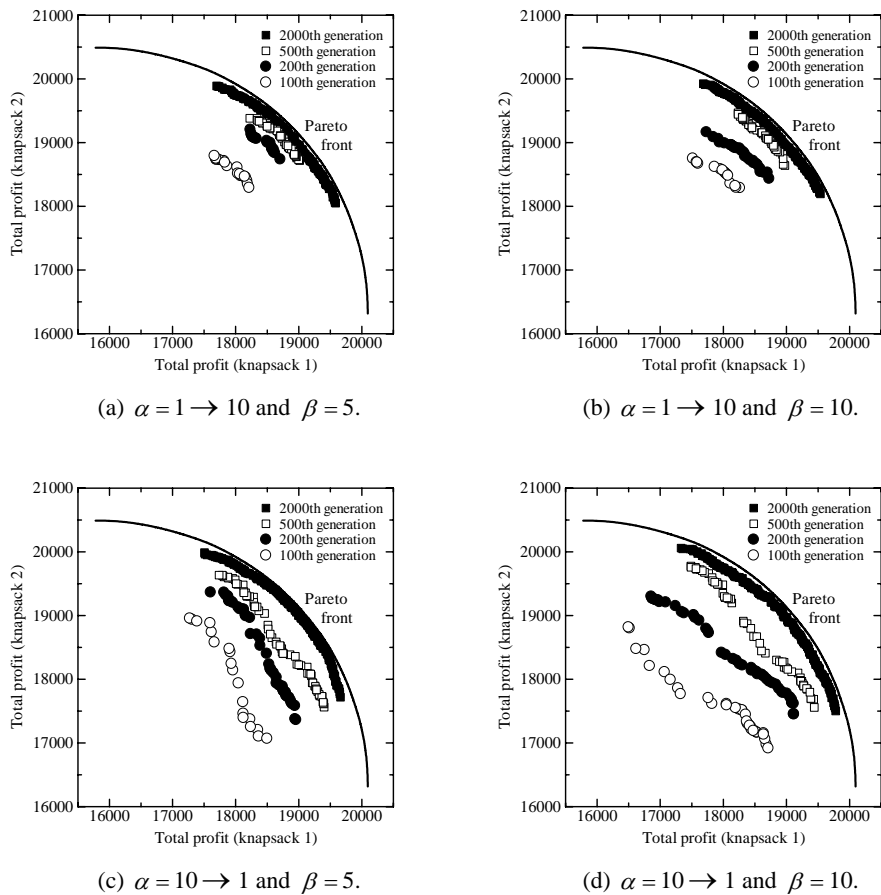 21000
20000
19000
18000
17000
16000
Total profit (knapsack 2)
2000th generation
500th generation
200th generation
100th generation
Pareto
front
16000 17000 18000 19000 20000
Total profit (knapsack 1)
(a) α = 1 → 10 and β = 5.
21000
20000
19000
18000
17000
16000
Total profit (knapsack 2)
2000th generation
500th generation
200th generation
100th generation
Pareto
front
16000 17000 18000 19000 20000
Total profit (knapsack 1)
(b) α = 1 → 10 and β = 10.
21000
20000
19000
18000
17000
16000
Total profit (knapsack 2)
2000th generation
500th generation
200th generation
100th generation
Pareto
front
16000 17000 18000 19000 20000
Total profit (knapsack 1)
(c) α = 10 → 1 and β = 5.
21000
20000
19000
18000
17000
16000
Total profit (knapsack 2)
2000th generation
500th generation
200th generation
100th generation
Pareto
front
16000 17000 18000 19000 20000
Total profit (knapsack 1)
(d) α = 10 → 1 and β = 10.